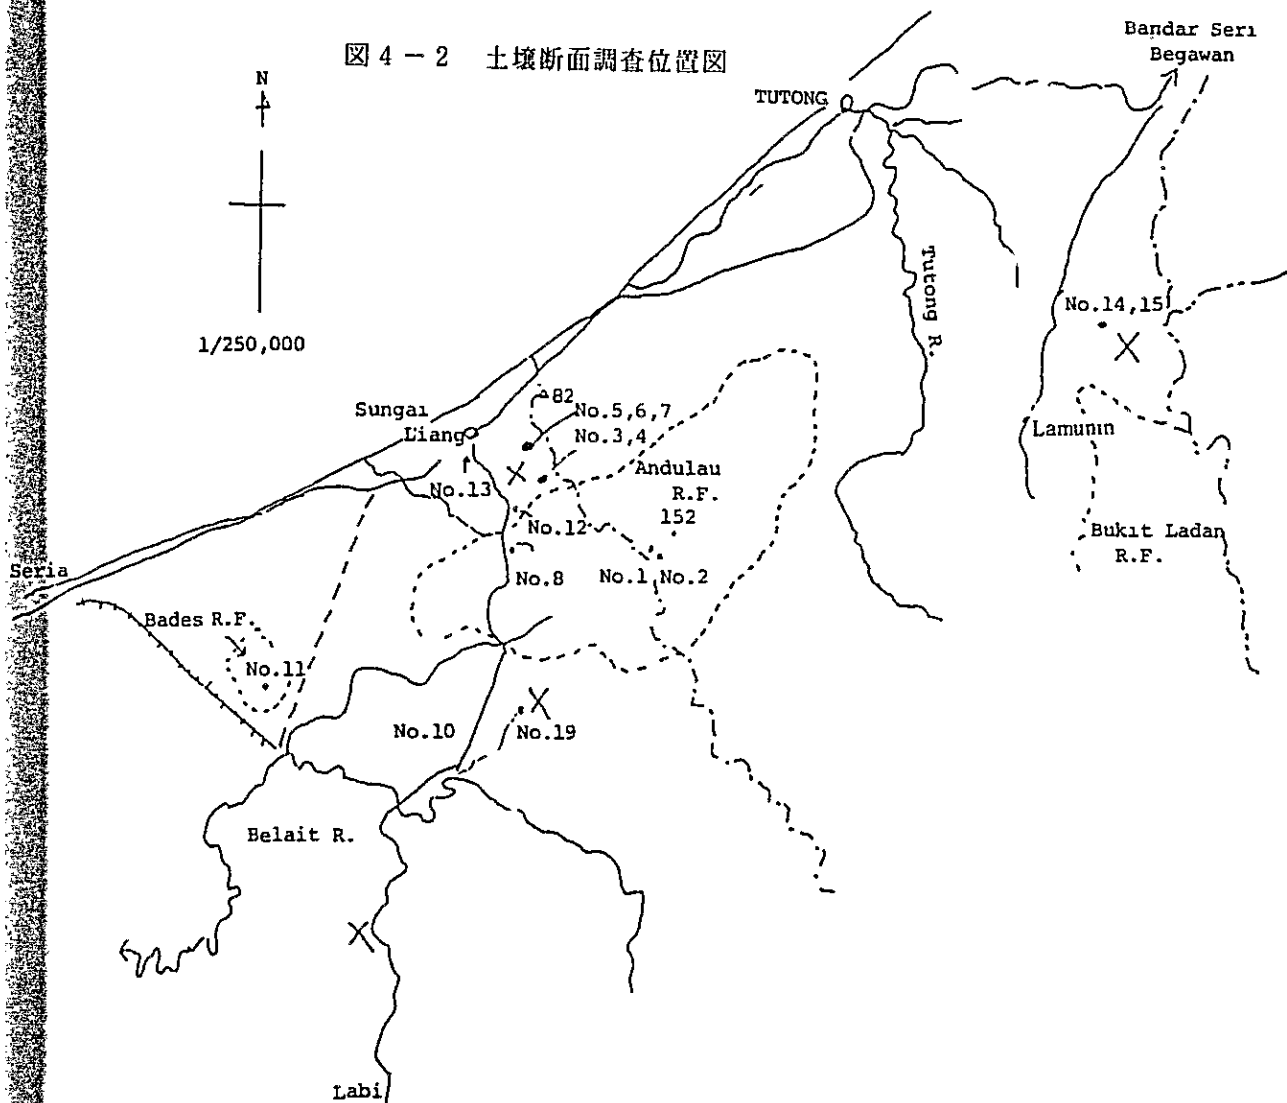 図4-2 土壌断面調査位置図
N
1/250,000
Bandar Seri
Begawan
TUTONG
Tutong R.
No.14,15
Lamunin
Bukit Ladan
R.F.
82
No.5,6,7
No.3,4
Sungai
Liang
No.13
Andulau
R.F.
152
No.12
No.8
No.1
No.2
Seria
Bades R.F.
No.11
No.10
No.19
Belait R.
Labi